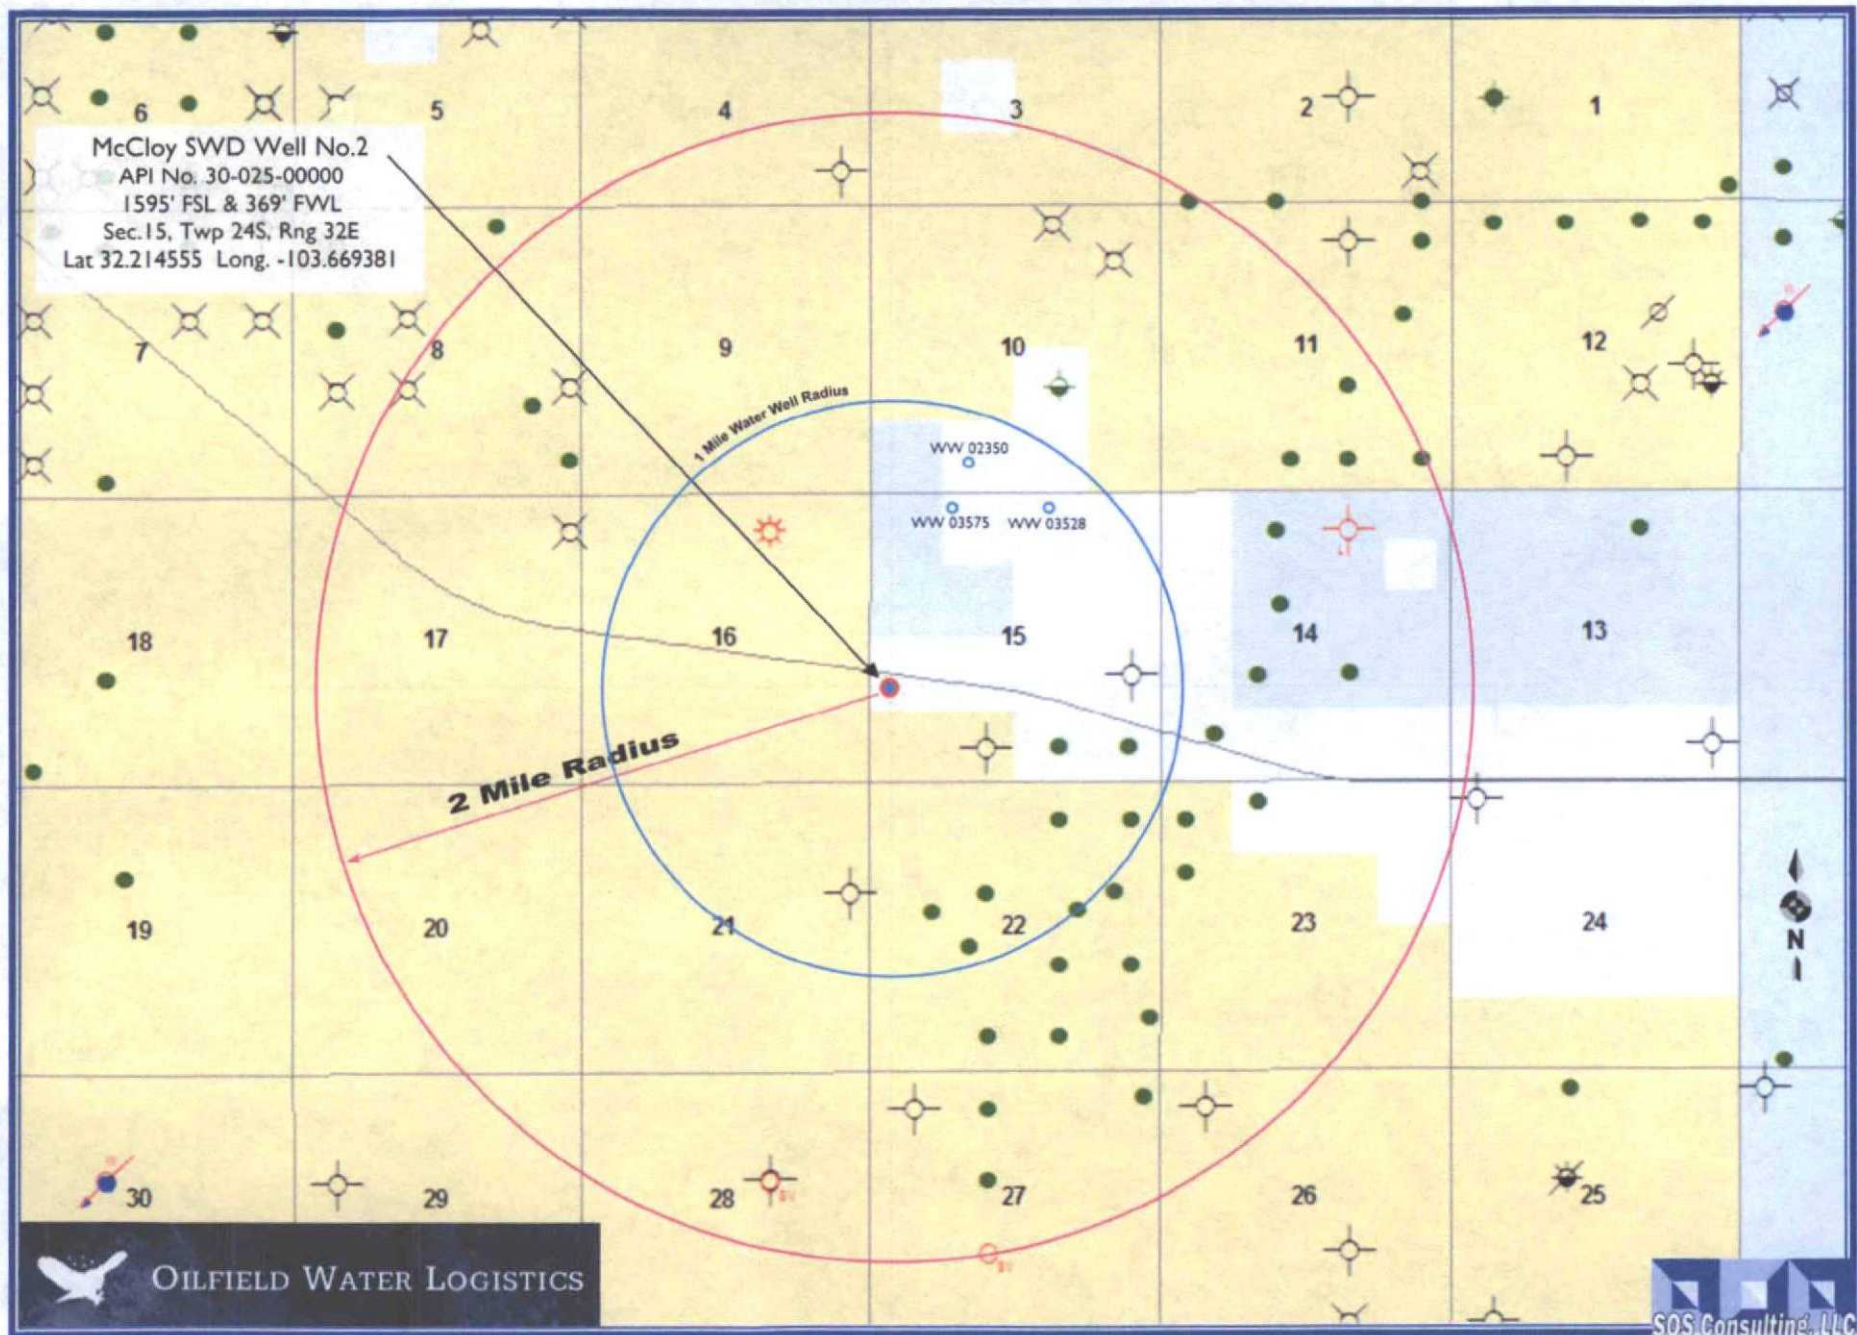 6
5
4
3
2
1
McCloy SWD Well No.2
API No. 30-025-00000
1595' FSL & 369' FWL
Sec.15, Twp 24S, Rng 32E
Lat 32.214555 Long. -103.669381
7
8
9
10
11
12
1 Mile Water Well Radius
WW 02350
WW 03575
WW 03528
18
17
16
15
14
13
2 Mile Radius
19
20
21
22
23
24
N
30
29
28
27
26
25
OILFIELD WATER LOGISTICS
SOS Consulting, LLC